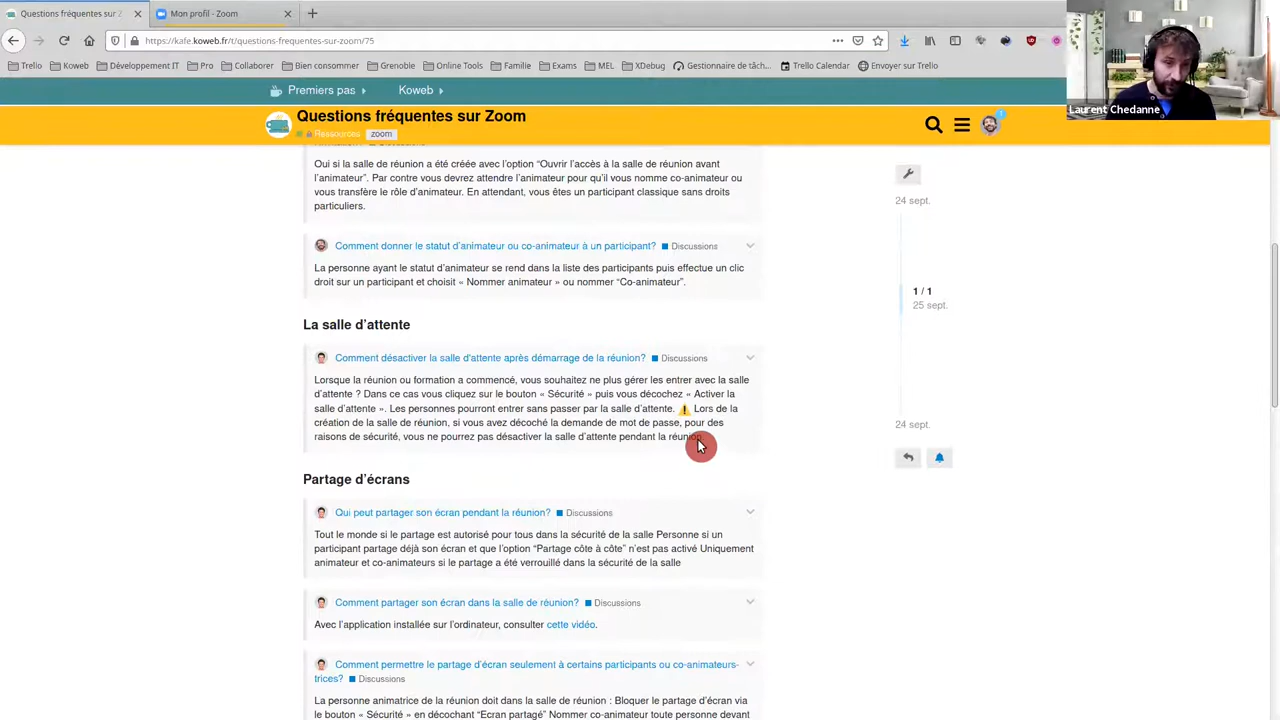 Questions fréquentes sur Z
Mon profil - Zoom
https://kafe.koweb.fr/t/questions-frequentes-sur-zoom/75
Trello
Koweb
Développement IT
Pro
Collaborer
Bien consommer
Grenoble
Online Tools
Famille
Exams
MEL
XDebug
Gestionnaire de tâch...
Trello Calendar
Envoyer sur Trello
Laurent Chedanne
Premiers pas
Koweb
Questions fréquentes sur Zoom
Ressources
zoom
Oui si la salle de réunion a été créée avec l'option “Ouvrir l'accès à la salle de réunion avant
l'animateur”. Par contre vous devrez attendre l'animateur pour qu'il vous nomme co-animateur ou
vous transfère le rôle d'animateur. En attendant, vous êtes un participant classique sans droits
particuliers.
Comment donner le statut d'animateur ou co-animateur à un participant? Discussions
La personne ayant le statut d'animateur se rend dans la liste des participants puis effectue un clic
droit sur un participant et choisit « Nommer animateur » ou nommer “Co-animateur”.
La salle d'attente
Comment désactiver la salle d'attente après démarrage de la réunion? Discussions
Lorsque la réunion ou formation a commencé, vous souhaitez ne plus gérer les entrer avec la salle
d'attente ? Dans ce cas vous cliquez sur le bouton « Sécurité » puis vous décochez « Activer la
salle d'attente ». Les personnes pourront entrer sans passer par la salle d'attente. ⚠️ Lors de la
création de la salle de réunion, si vous avez décoché la demande de mot de passe, pour des
raisons de sécurité, vous ne pourrez pas désactiver la salle d'attente pendant la réunion
Partage d'écrans
Qui peut partager son écran pendant la réunion? Discussions
Tout le monde si le partage est autorisé pour tous dans la sécurité de la salle Personne si un
participant partage déjà son écran et que l'option “Partage côte à côte” n'est pas activé Uniquement
animateur et co-animateurs si le partage a été verrouillé dans la sécurité de la salle
Comment partager son écran dans la salle de réunion? Discussions
Avec l'application installée sur l'ordinateur, consulter cette vidéo.
Comment permettre le partage d'écran seulement à certains participants ou co-animateurs-
trices? Discussions
La personne animatrice de la réunion doit dans la salle de réunion : Bloquer le partage d'écran via
le bouton « Sécurité » en décochant “Ecran partagé” Nommer co-animateur toute personne devant
24 sept.
1 / 1
25 sept.
24 sept.